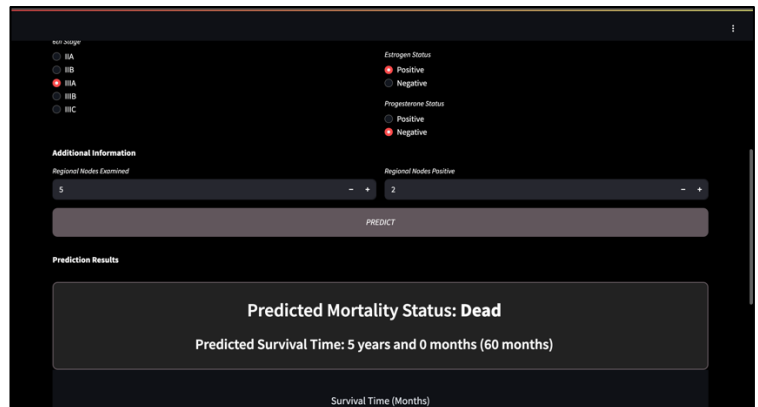 6th Stage
IIA
IIB
IIIA
IIIB
IIIC
Estrogen Status
Positive
Negative
Progesterone Status
Positive
Negative
Additional Information
Regional Nodes Examined
5 - +
Regional Nodes Positive
2 - +
PREDICT
Prediction Results
Predicted Mortality Status: Dead
Predicted Survival Time: 5 years and 0 months (60 months)
Survival Time (Months)